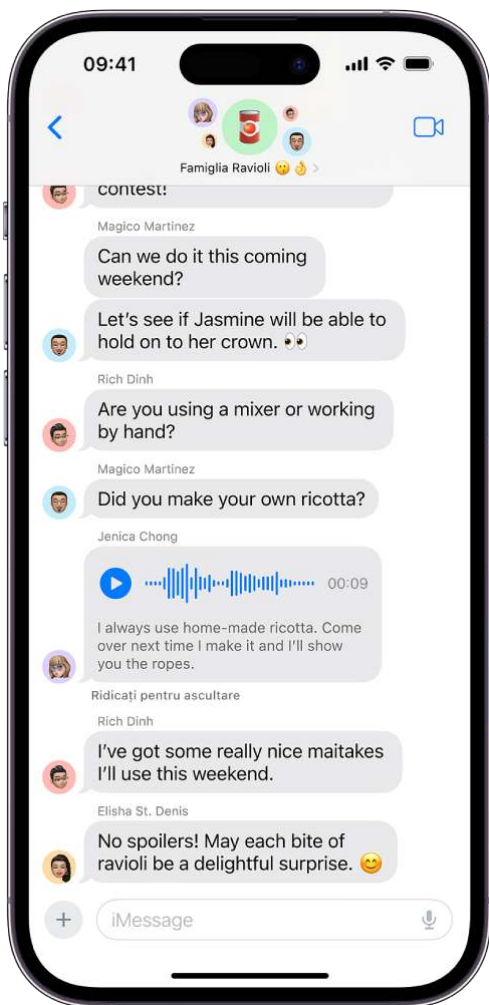 09:41
Famiglia Ravioli 🤫 👌 >
contest!
Magico Martinez
Can we do it this coming
weekend?
Let's see if Jasmine will be able to
hold on to her crown. 👀
Rich Dinh
Are you using a mixer or working
by hand?
Magico Martinez
Did you make your own ricotta?
Jenica Chong
00:09
I always use home-made ricotta. Come
over next time I make it and I'll show
you the ropes.
Ridicați pentru ascultare
Rich Dinh
I've got some really nice maitakes
I'll use this weekend.
Elisha St. Denis
No spoilers! May each bite of
ravioli be a delightful surprise. 😊
iMessage